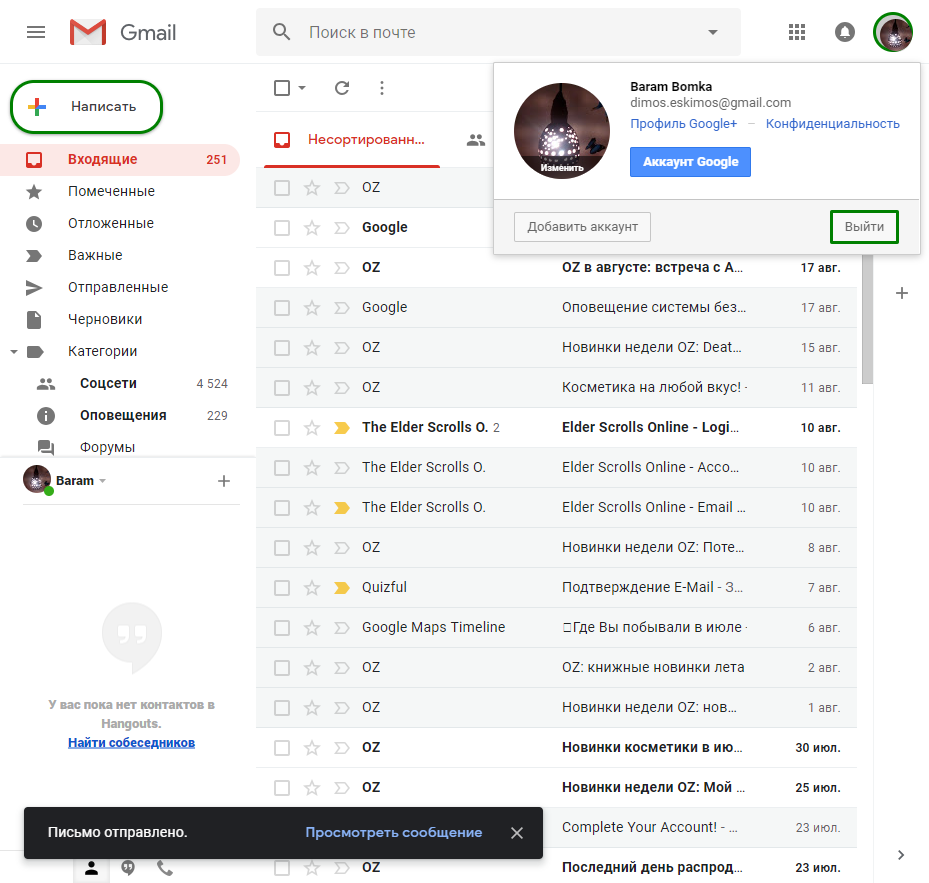 Gmail
Поиск в почте
Написать
Входящие 251
Помеченные
Отложенные
Важные
Отправленные
Черновики
Категории
Соцсети 4 524
Оповещения 229
Форумы
Baram
У вас пока нет контактов в
Hangouts.
Найти собеседников
Несортированн...
Baram Bomka
dimos.eskimos@gmail.com
Профиль Google+ – Конфиденциальность
Изменить
Аккаунт Google
Добавить аккаунт
Выйти
OZ
Google
OZ OZ в августе: встреча с А... 17 авг.
Google Оповещение системы без... 17 авг.
OZ Новинки недели OZ: Deat... 15 авг.
OZ Косметика на любой вкус! - 11 авг.
The Elder Scrolls O. 2 Elder Scrolls Online - Logi... 10 авг.
The Elder Scrolls O. Elder Scrolls Online - Acco... 10 авг.
The Elder Scrolls O. Elder Scrolls Online - Email ... 10 авг.
OZ Новинки недели OZ: Поте... 8 авг.
Quizful Подтверждение E-Mail - З... 7 авг.
Google Maps Timeline Где Вы побывали в июле - 6 авг.
OZ OZ: книжные новинки лета 2 авг.
OZ Новинки недели OZ: нов... 1 авг.
OZ Новинки косметики в ию... 30 июл.
OZ Новинки недели OZ: Мой ... 25 июл.
Complete Your Account! - ... 23 июл.
OZ Последний день распрод... 23 июл.
Письмо отправлено. Просмотреть сообщение